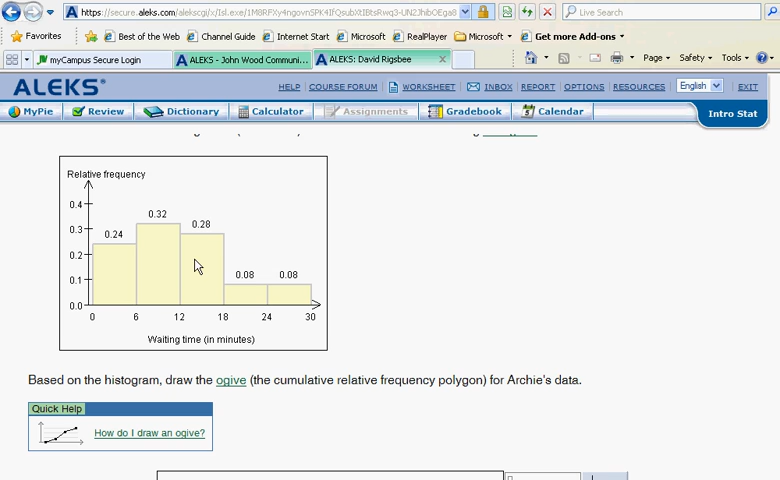 https://secure.aleks.com/alekscgi/x/Isl.exe/1M8RFXy4ngovnSPK4IfQsubXtIBtsRwq3-UN2JhibOEga8
Live Search
Favorites
Best of the Web
Channel Guide
Internet Start
Microsoft
RealPlayer
Microsoft
Get more Add-ons
myCampus Secure Login
ALEKS - John Wood Communi...
ALEKS: David Rigsbee
Page
Safety
Tools
ALEKS
HELP | COURSE FORUM | WORKSHEET | INBOX | REPORT | OPTIONS | RESOURCES
English
EXIT
MyPie
Review
Dictionary
Calculator
Assignments
Gradebook
Calendar
Intro Stat
Relative frequency
0.4
0.3
0.2
0.1
0.0
0.24
0.32
0.28
0.08
0.08
0 6 12 18 24 30
Waiting time (in minutes)
Based on the histogram, draw the ogive (the cumulative relative frequency polygon) for Archie's data.
Quick Help
How do I draw an ogive?